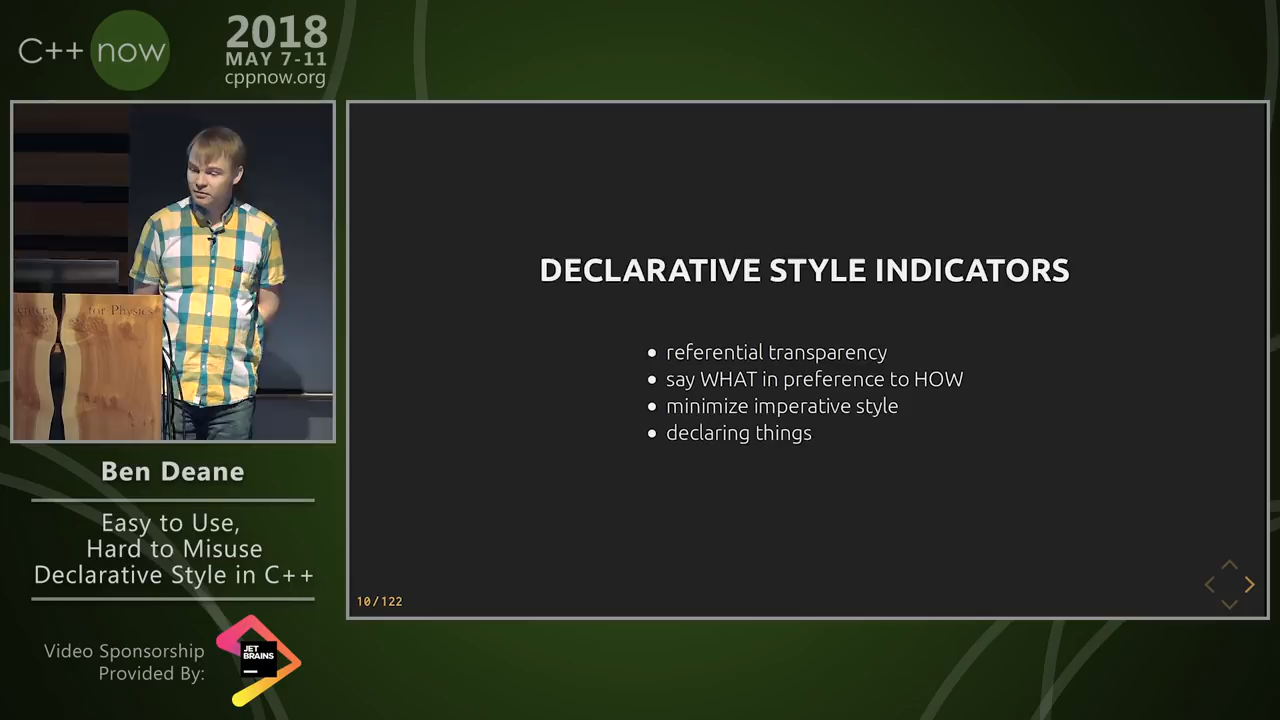 C++ now
2018
MAY 7-11
cppnow.org
for Physics
DECLARATIVE STYLE INDICATORS
• referential transparency
• say WHAT in preference to HOW
• minimize imperative style
• declaring things
10/122
Ben Deane
Easy to Use,
Hard to Misuse
Declarative Style in C++
Video Sponsorship
Provided By:
JET
BRAINS